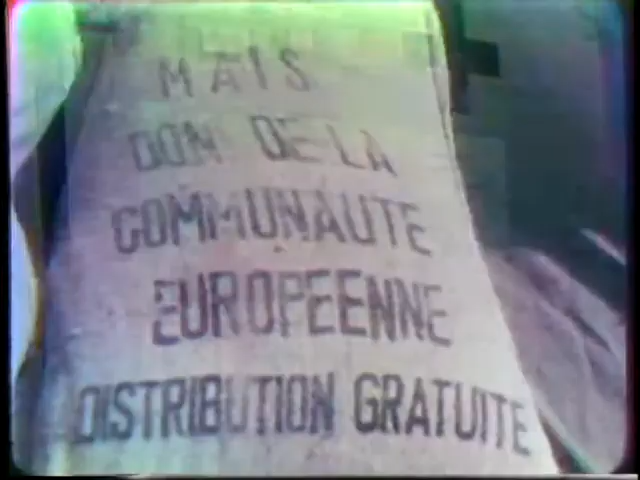 MAIS
DON DE LA
COMMUNAUTE
EUROPEENNE
DISTRIBUTION GRATUITE